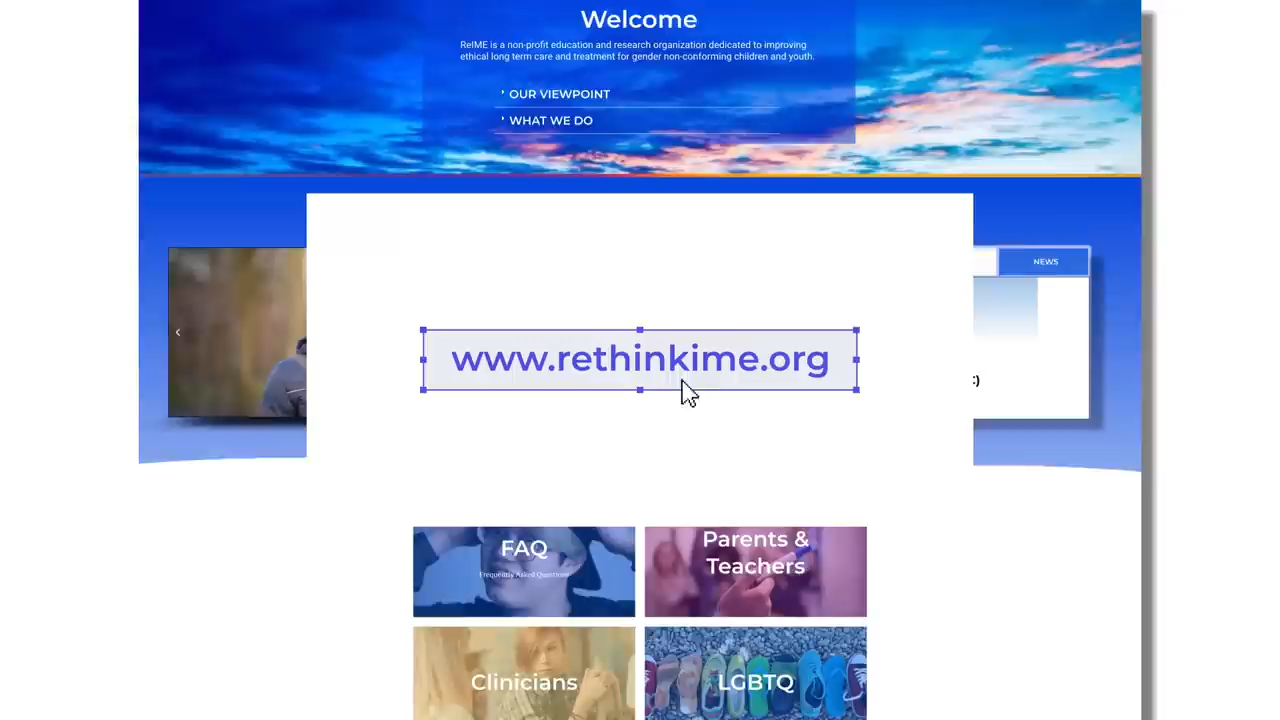 Welcome
ReIME is a non-profit education and research organization dedicated to improving
ethical long term care and treatment for gender non-conforming children and youth.
OUR VIEWPOINT
WHAT WE DO
NEWS
www.rethinkime.org
:)
FAQ
Frequently Asked Questions
Parents &
Teachers
Clinicians
LGBTQ